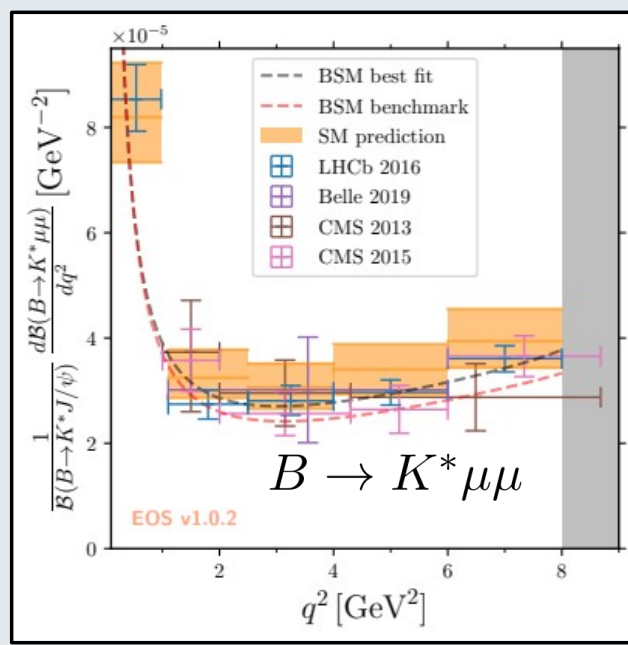 ×10⁻⁵
8
6
4
2
0
1/𝓑(B→K*J/ψ) d𝓑(B→K*μμ)/dq² [GeV⁻²]
BSM best fit
BSM benchmark
SM prediction
LHCb 2016
Belle 2019
CMS 2013
CMS 2015
B → K*μμ
EOS v1.0.2
2 4 6 8
q² [GeV²]